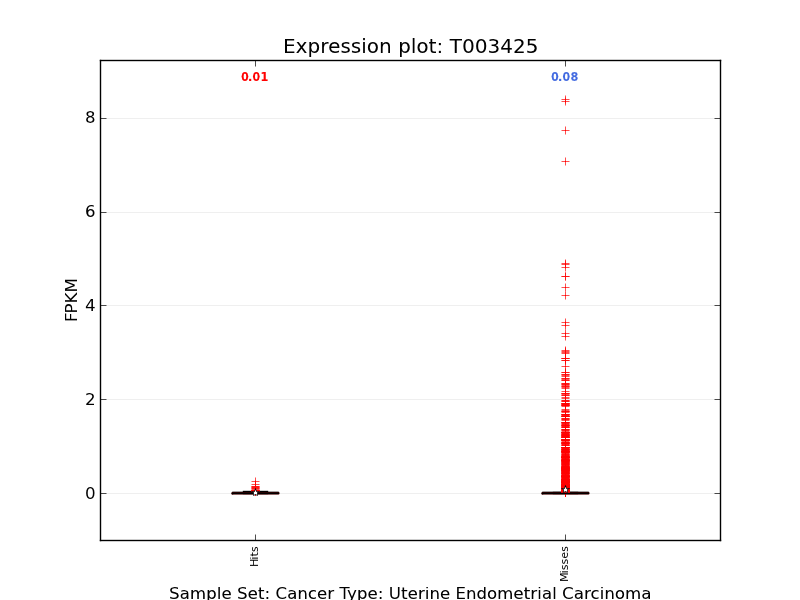 Expression plot: T003425
0.01
0.08
8
6
4
2
0
FPKM
Hits
Misses
Sample Set: Cancer Type: Uterine Endometrial Carcinoma